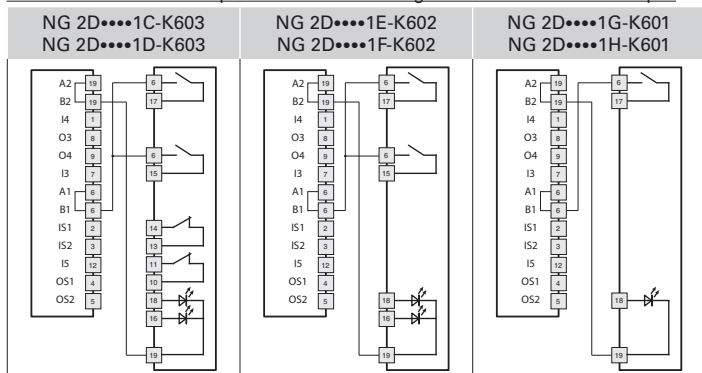 NG 2D••••1C-K603
NG 2D••••1D-K603
NG 2D••••1E-K602
NG 2D••••1F-K602
NG 2D••••1G-K601
NG 2D••••1H-K601
A2 19 6
B2 19 17
I4 1
O3 8
O4 9 6
I3 7 15
A1 6
B1 6
IS1 2 14
IS2 3 13
I5 12 11
OS1 4 10
OS2 5 18
16
19
A2 19 6
B2 19 17
I4 1
O3 8
O4 9 6
I3 7 15
A1 6
B1 6
IS1 2
IS2 3
I5 12
OS1 4
OS2 5 18
16
19
A2 19 6
B2 19 17
I4 1
O3 8
O4 9
I3 7
A1 6
B1 6
IS1 2
IS2 3
I5 12
OS1 4
OS2 5 18
19